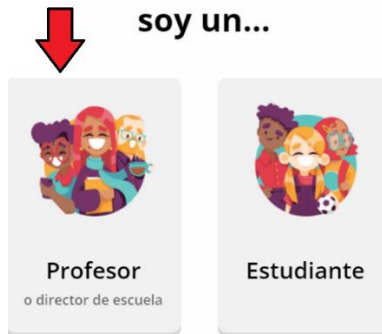 soy un...
Profesor
o director de escuela
Estudiante